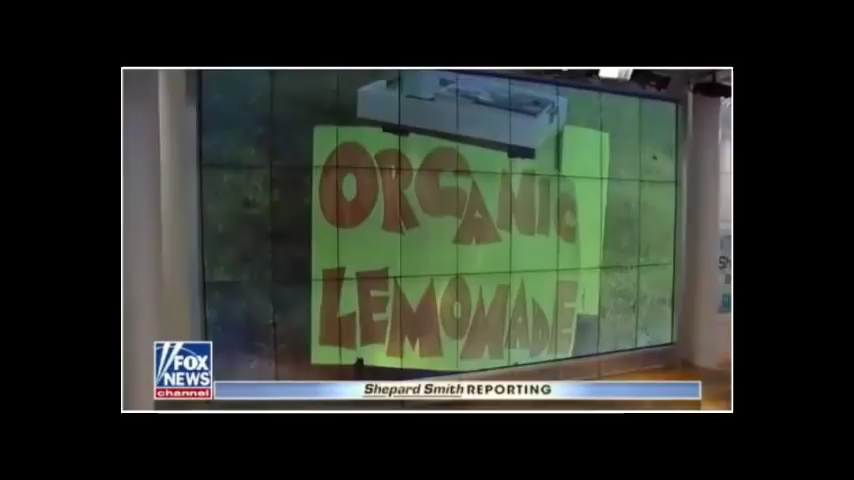 ORGANIC
LEMONADE
FOX
NEWS
channel
Shepard Smith REPORTING